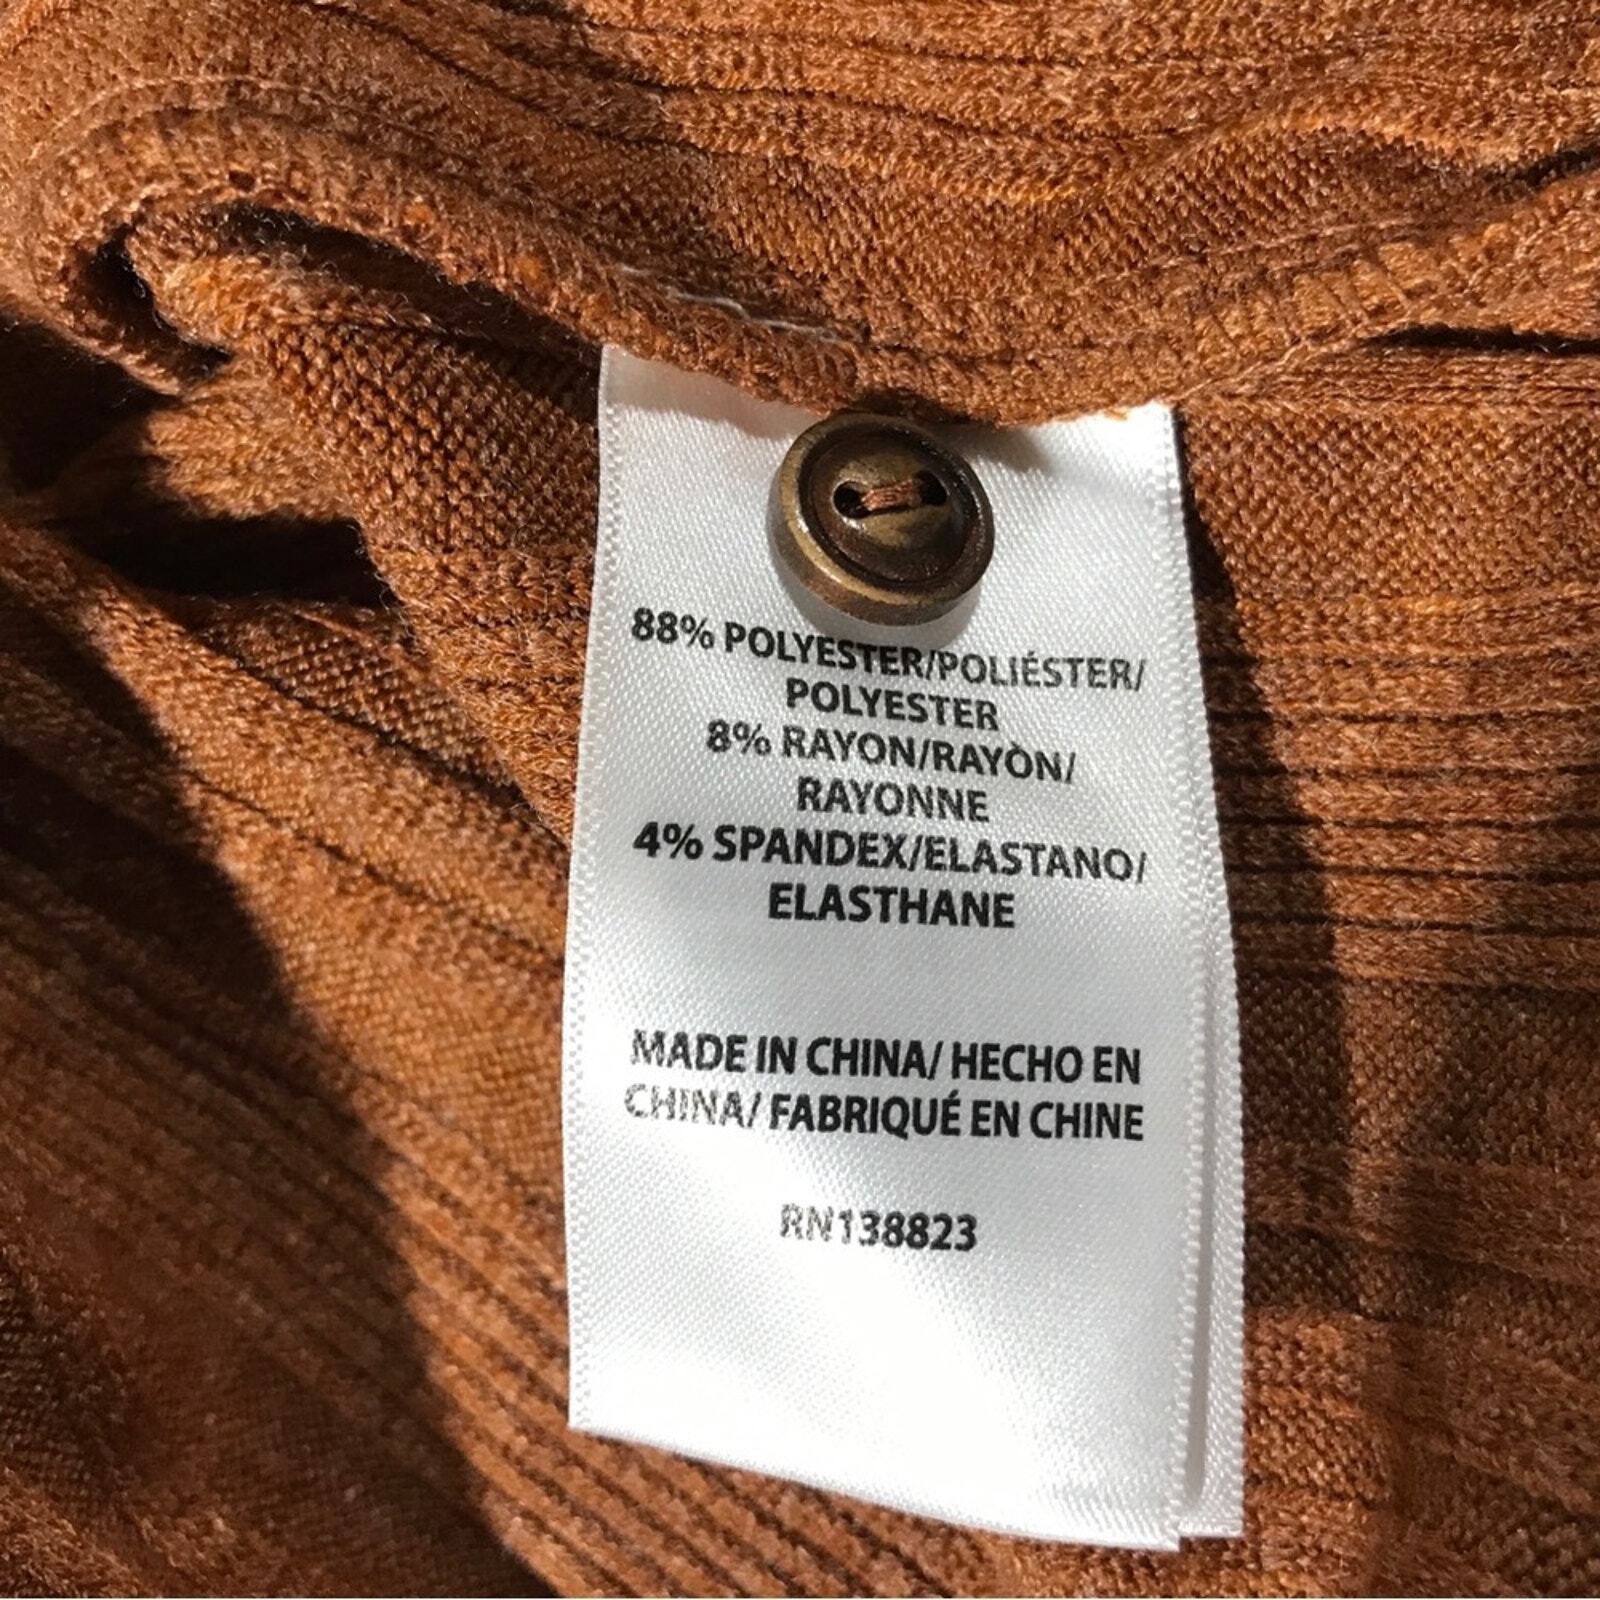 88% POLYESTER/POLIÉSTER/
POLYESTER
8% RAYON/RAYÒN/
RAYONNE
4% SPANDEX/ELASTANO/
ELASTHANE
MADE IN CHINA/ HECHO EN
CHINA/ FABRIQUÉ EN CHINE
RN138823